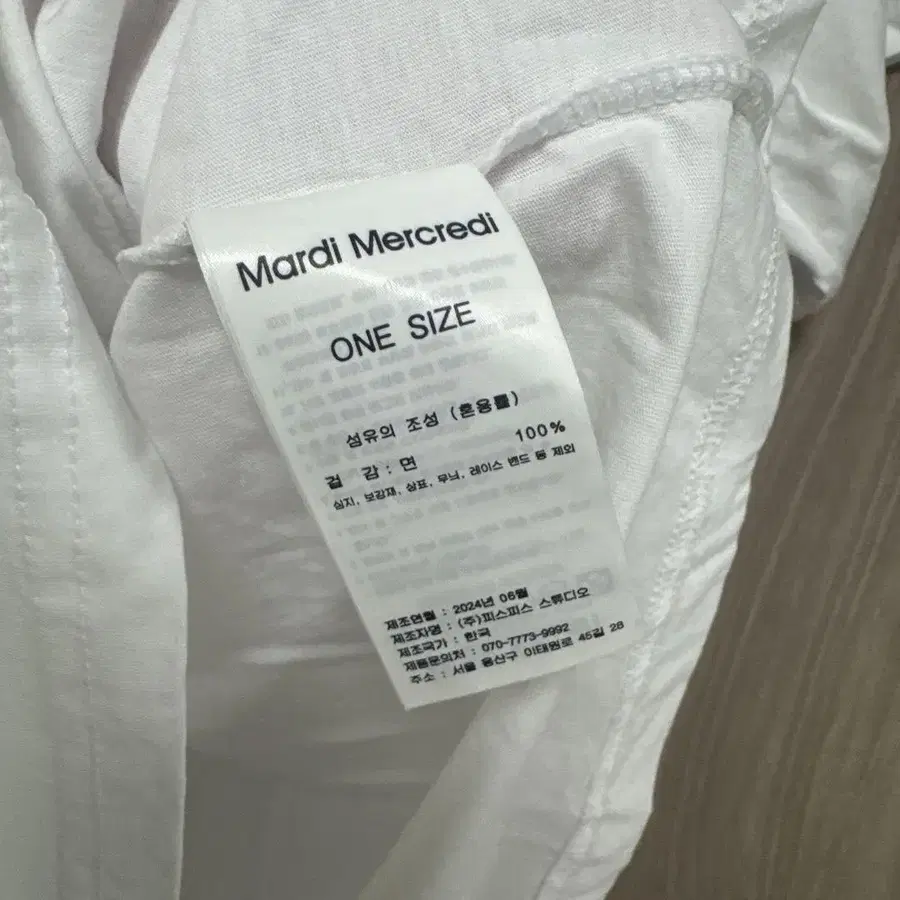 Mardi Mercredi
ONE SIZE
섬유의 조성 (혼용률)
겉 감 : 면 100%
심지, 보강재, 상표, 무늬, 레이스 밴드 등 제외
제조연월 : 2024년 06월
제조자명 : (주)피스피스 스튜디오
제조국가 : 한국
제품문의처 : 070-7773-9992
주소 : 서울 용산구 이태원로 45길 28